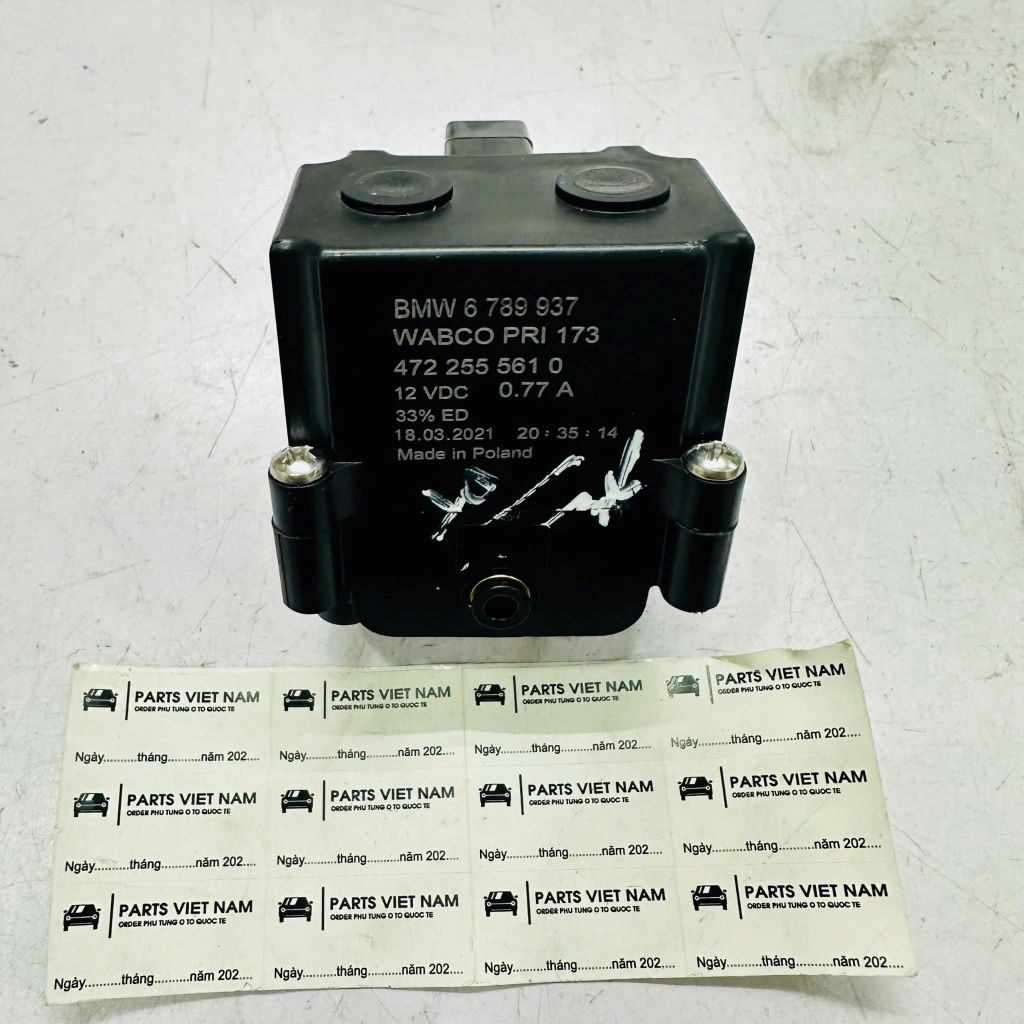 BMW 6 789 937
WABCO PRI 173
472 255 561 0
12 VDC 0.77 A
33% ED
18.03.2021 20:35:14
Made in Poland
PARTS VIET NAM
ORDER PHU TUNG O TO QUOC TE
Ngày..........tháng..........năm 202....
PARTS VIET NAM
ORDER PHU TUNG O TO QUOC TE
Ngày..........tháng..........năm 202....
PARTS VIET NAM
ORDER PHU TUNG O TO QUOC TE
Ngày..........tháng..........năm 202....
PARTS VIET NAM
ORDER PHU TUNG O TO QUOC TE
Ngày..........tháng..........năm 202....
PARTS VIET NAM
ORDER PHU TUNG O TO QUOC TE
Ngày..........tháng..........năm 202....
PARTS VIET NAM
ORDER PHU TUNG O TO QUOC TE
Ngày..........tháng..........năm 202....
PARTS VIET NAM
ORDER PHU TUNG O TO QUOC TE
Ngày..........tháng..........năm 202....
PARTS VIET NAM
ORDER PHU TUNG O TO QUOC TE
Ngày..........tháng..........năm 202....
PARTS VIET NAM
ORDER PHU TUNG O TO QUOC TE
Ngày..........tháng..........năm 202....
PARTS VIET NAM
ORDER PHU TUNG O TO QUOC TE
Ngày..........tháng..........năm 202....
PARTS VIET NAM
ORDER PHU TUNG O TO QUOC TE
Ngày..........tháng..........năm 202....
PARTS VIET NAM
ORDER PHU TUNG O TO QUOC TE
Ngày..........tháng..........năm 202....